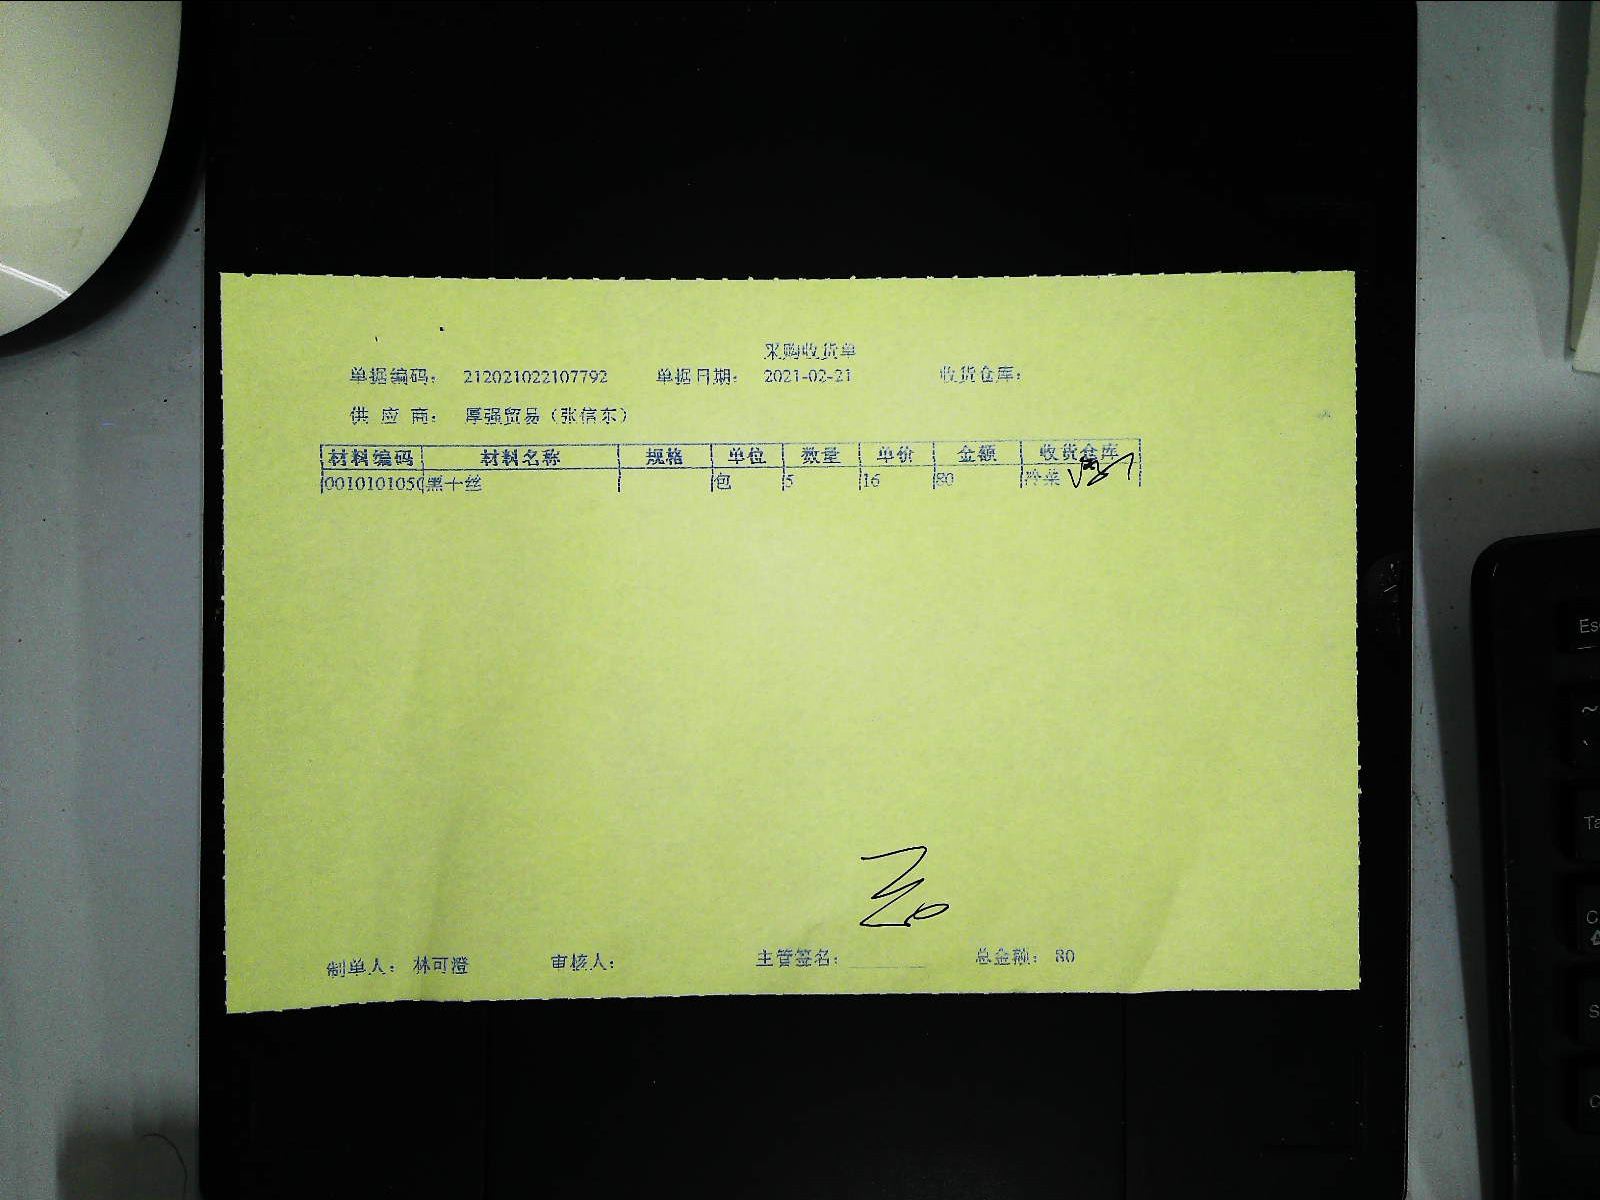 采购收货单
单据编码： 212021022107792 单据日期： 2021-02-21 收货仓库：
供 应 商： 厚强贸易（张信东）
材料编码 材料名称 规格 单位 数量 单价 金额 收货仓库
0010101050 黑十丝 包 5 16 80 冷菜
制单人： 林可澄 审核人： 主管签名： 总金额： 80
Es
~
`
Ta
C
S
C